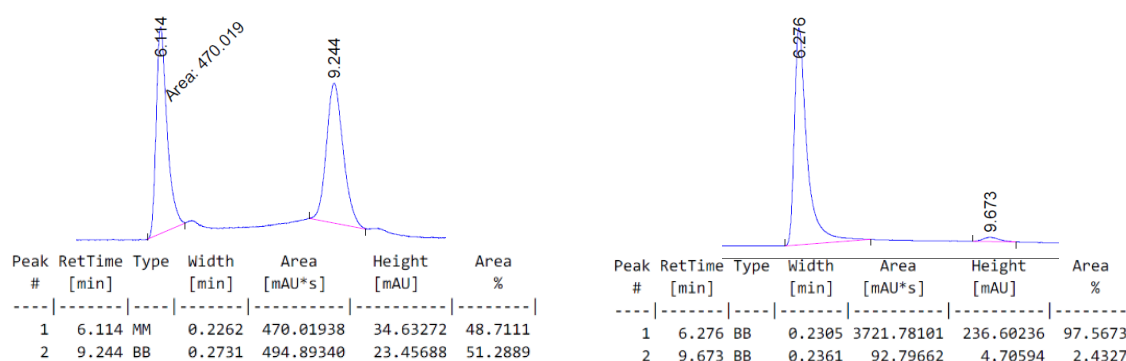 6.114
Area: 470.019
9.244
Peak RetTime Type Width Area Height Area
# [min] [min] [mAU*s] [mAU] %
----|-------|----|-------|----------|----------|--------|
1 6.114 MM 0.2262 470.01938 34.63272 48.7111
2 9.244 BB 0.2731 494.89340 23.45688 51.2889
6.276
9.673
Peak RetTime Type Width Area Height Area
# [min] [min] [mAU*s] [mAU] %
----|-------|----|-------|----------|----------|--------|
1 6.276 BB 0.2305 3721.78101 236.60236 97.5673
2 9.673 BB 0.2361 92.79662 4.70594 2.4327